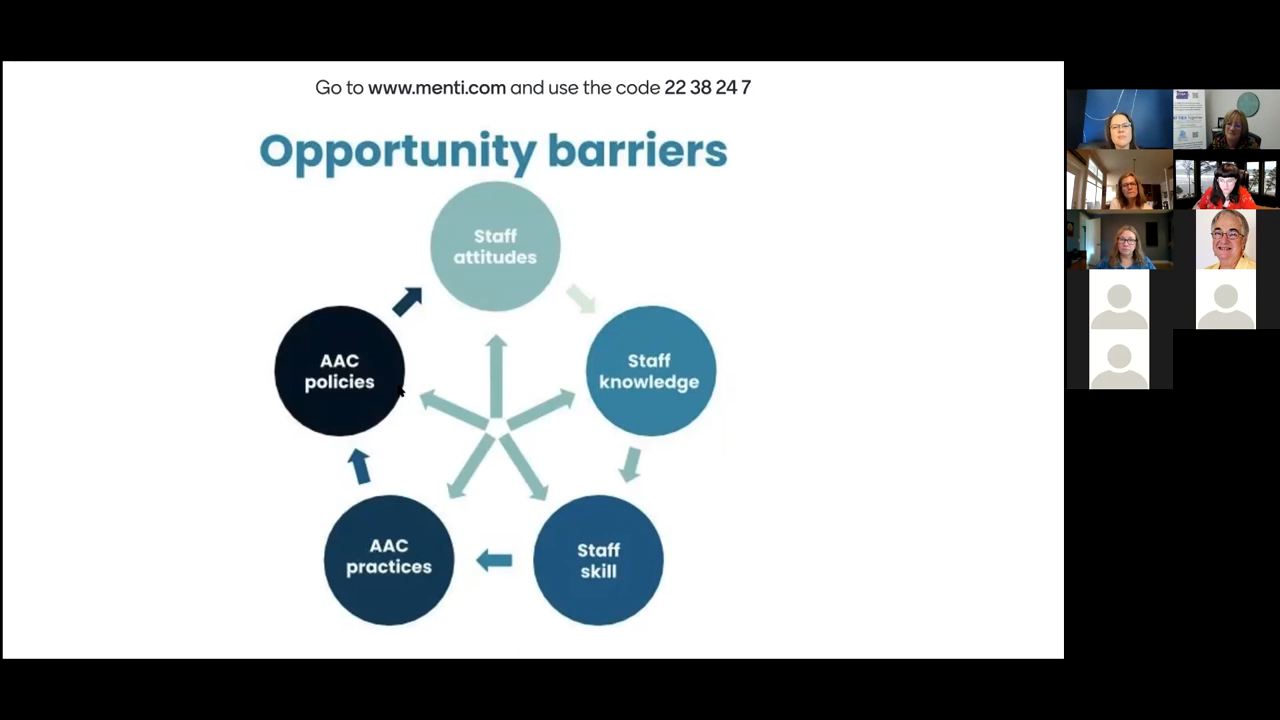 Go to www.menti.com and use the code 22 38 24 7
Opportunity barriers
Staff
attitudes
AAC
policies
Staff
knowledge
AAC
practices
Staff
skill